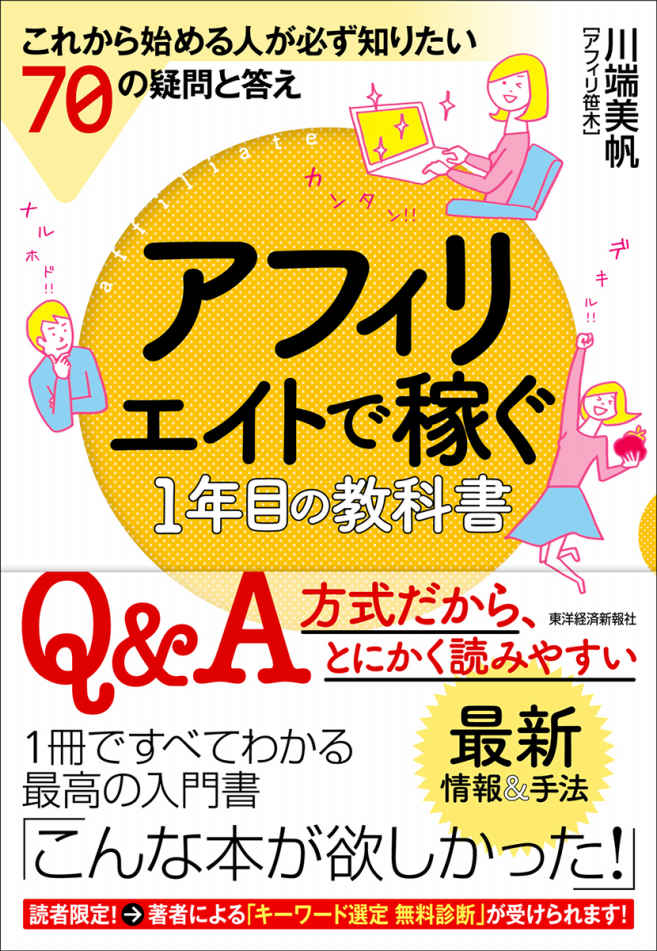 これから始める人が必ず知りたい
70の疑問と答え
川端美帆
[アフィリ笹木]
affiliate
カンタン!!
ナルホド!!
デキル!!
アフィリ
エイトで稼ぐ
1年目の教科書
Q&A方式だから、
とにかく読みやすい
東洋経済新報社
1冊ですべてわかる
最高の入門書
最新
情報&手法
「こんな本が欲しかった!」
読者限定!→著者による「キーワード選定 無料診断」が受けられます!